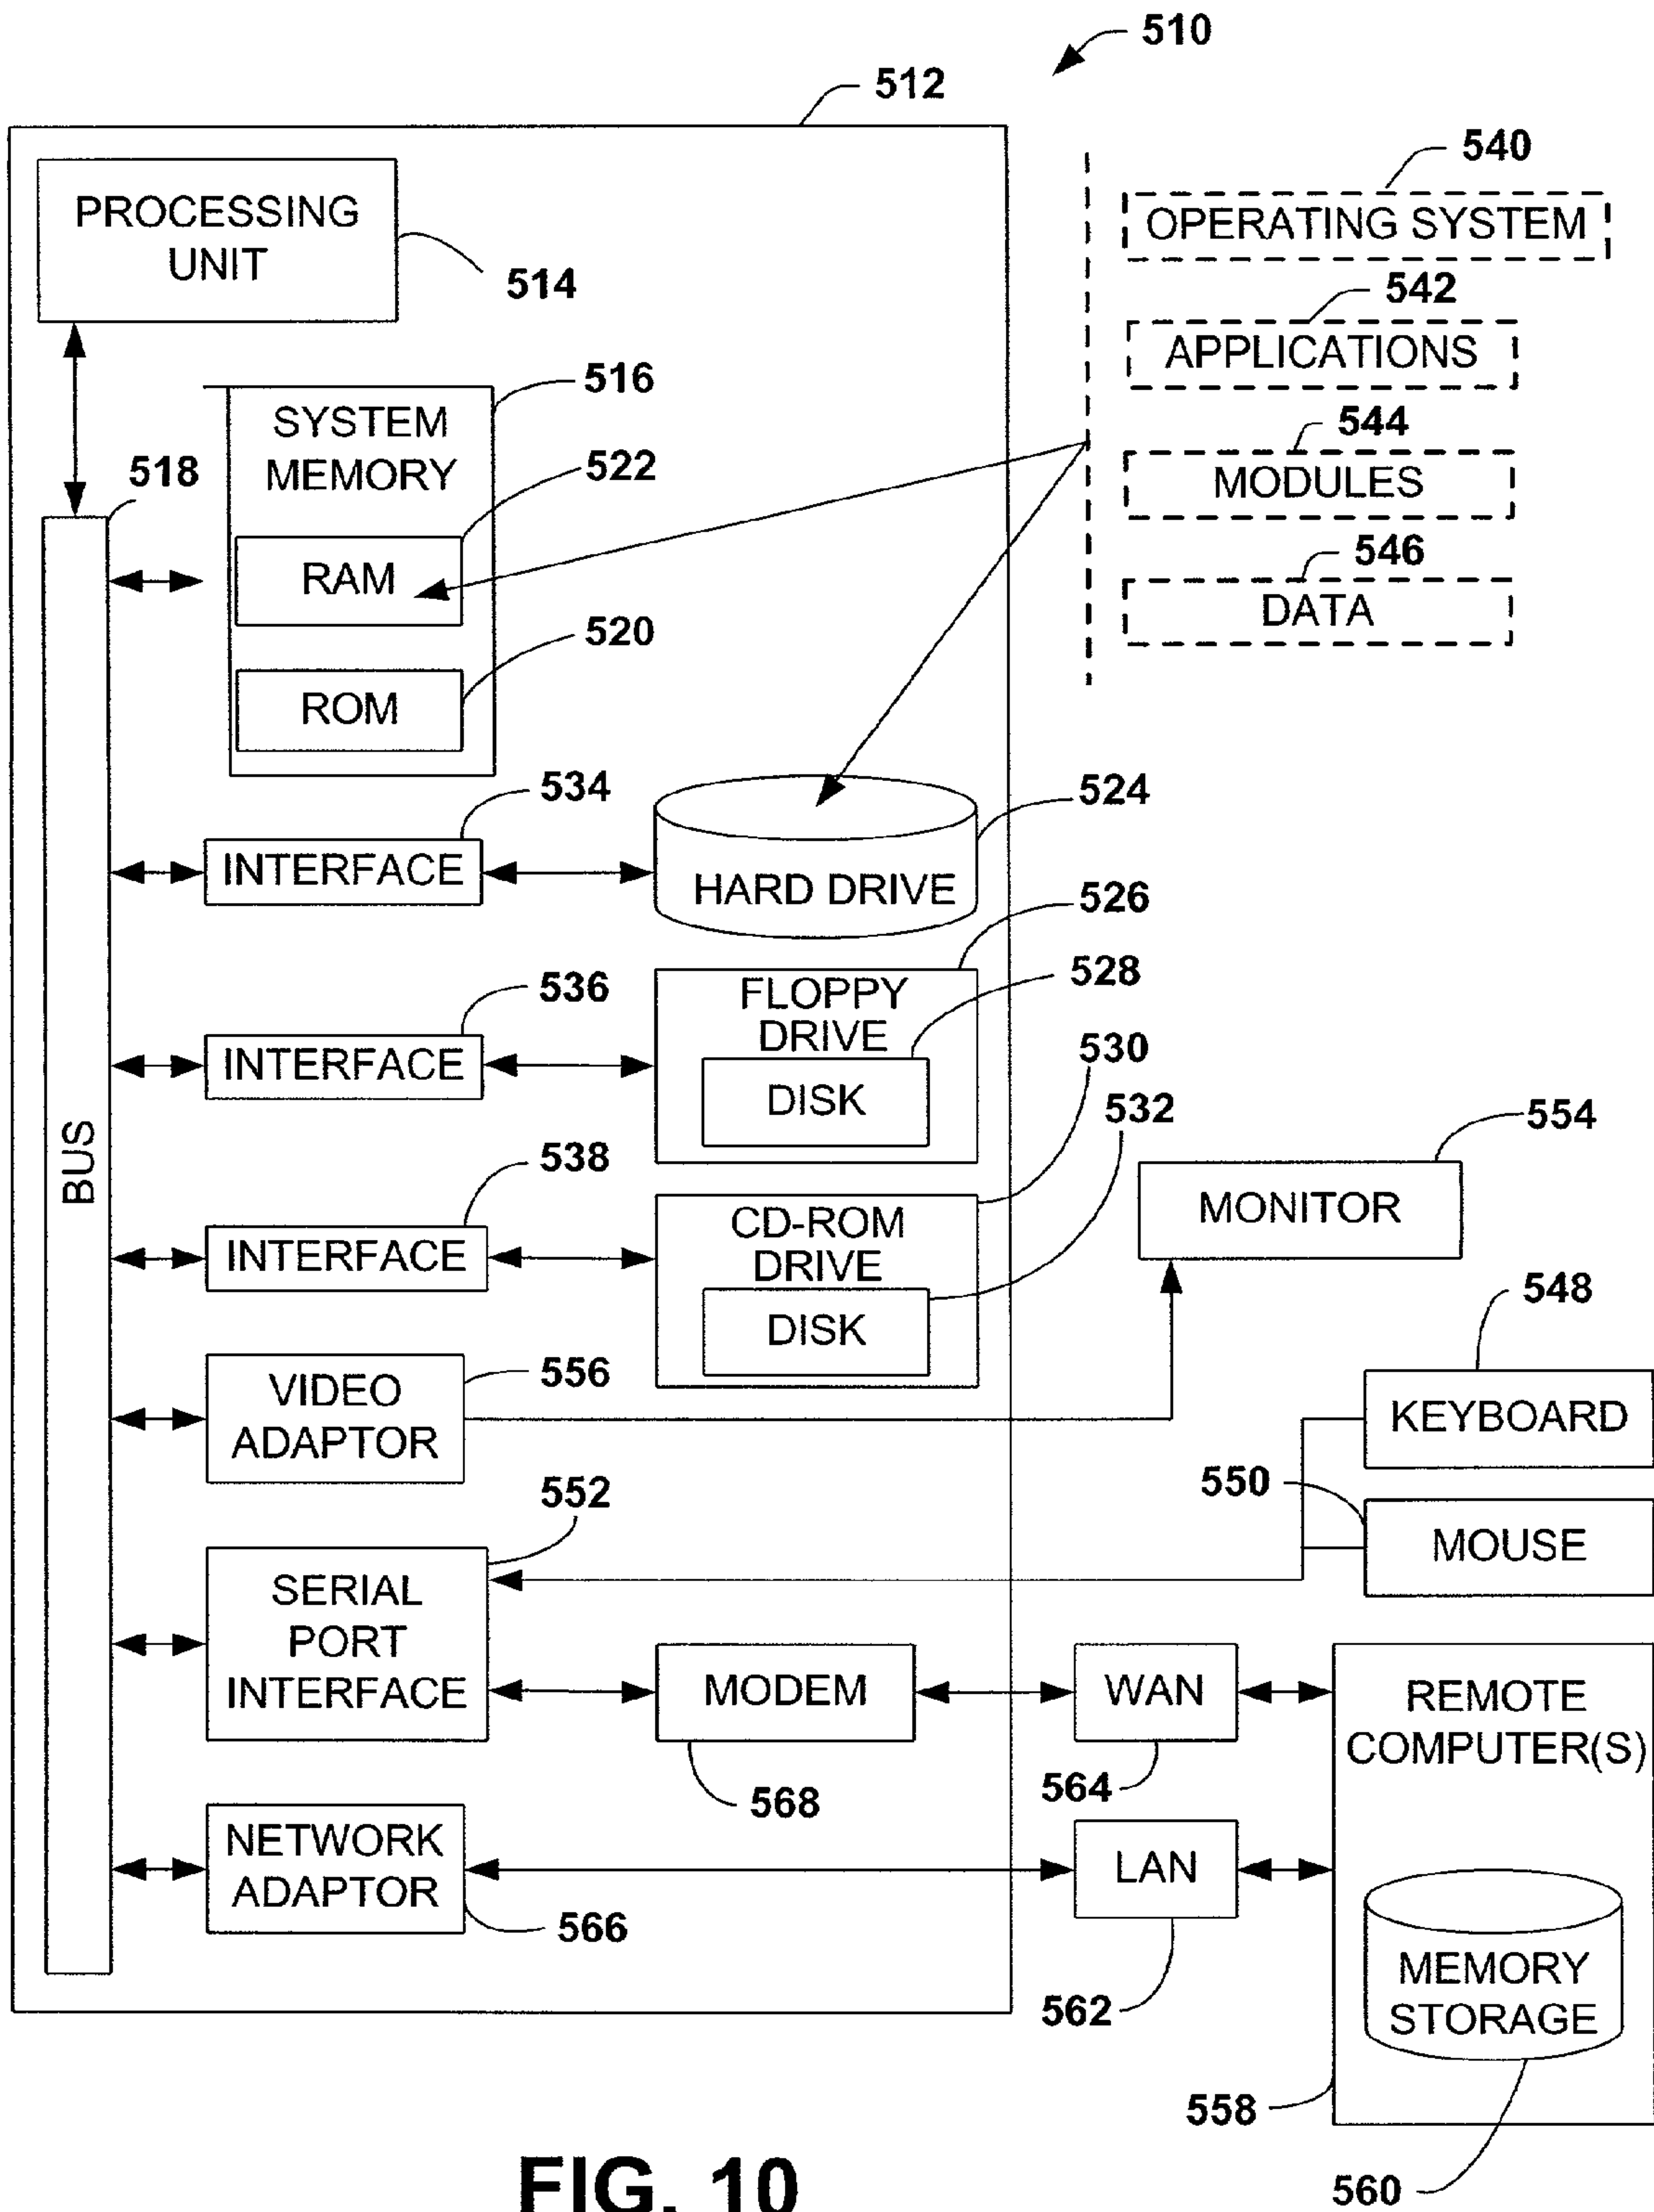 510
512
540
PROCESSING
UNIT
514
OPERATING SYSTEM
542
APPLICATIONS
516
SYSTEM
MEMORY
544
MODULES
518
522
RAM
546
DATA
520
ROM
534
INTERFACE
524
HARD DRIVE
526
536
INTERFACE
FLOPPY
DRIVE
528
DISK
530
532
BUS
538
INTERFACE
CD-ROM
DRIVE
DISK
554
MONITOR
548
KEYBOARD
VIDEO
ADAPTOR
556
550
MOUSE
552
SERIAL
PORT
INTERFACE
MODEM
568
WAN
564
REMOTE
COMPUTER(S)
NETWORK
ADAPTOR
566
LAN
562
MEMORY
STORAGE
558
560
FIG. 10